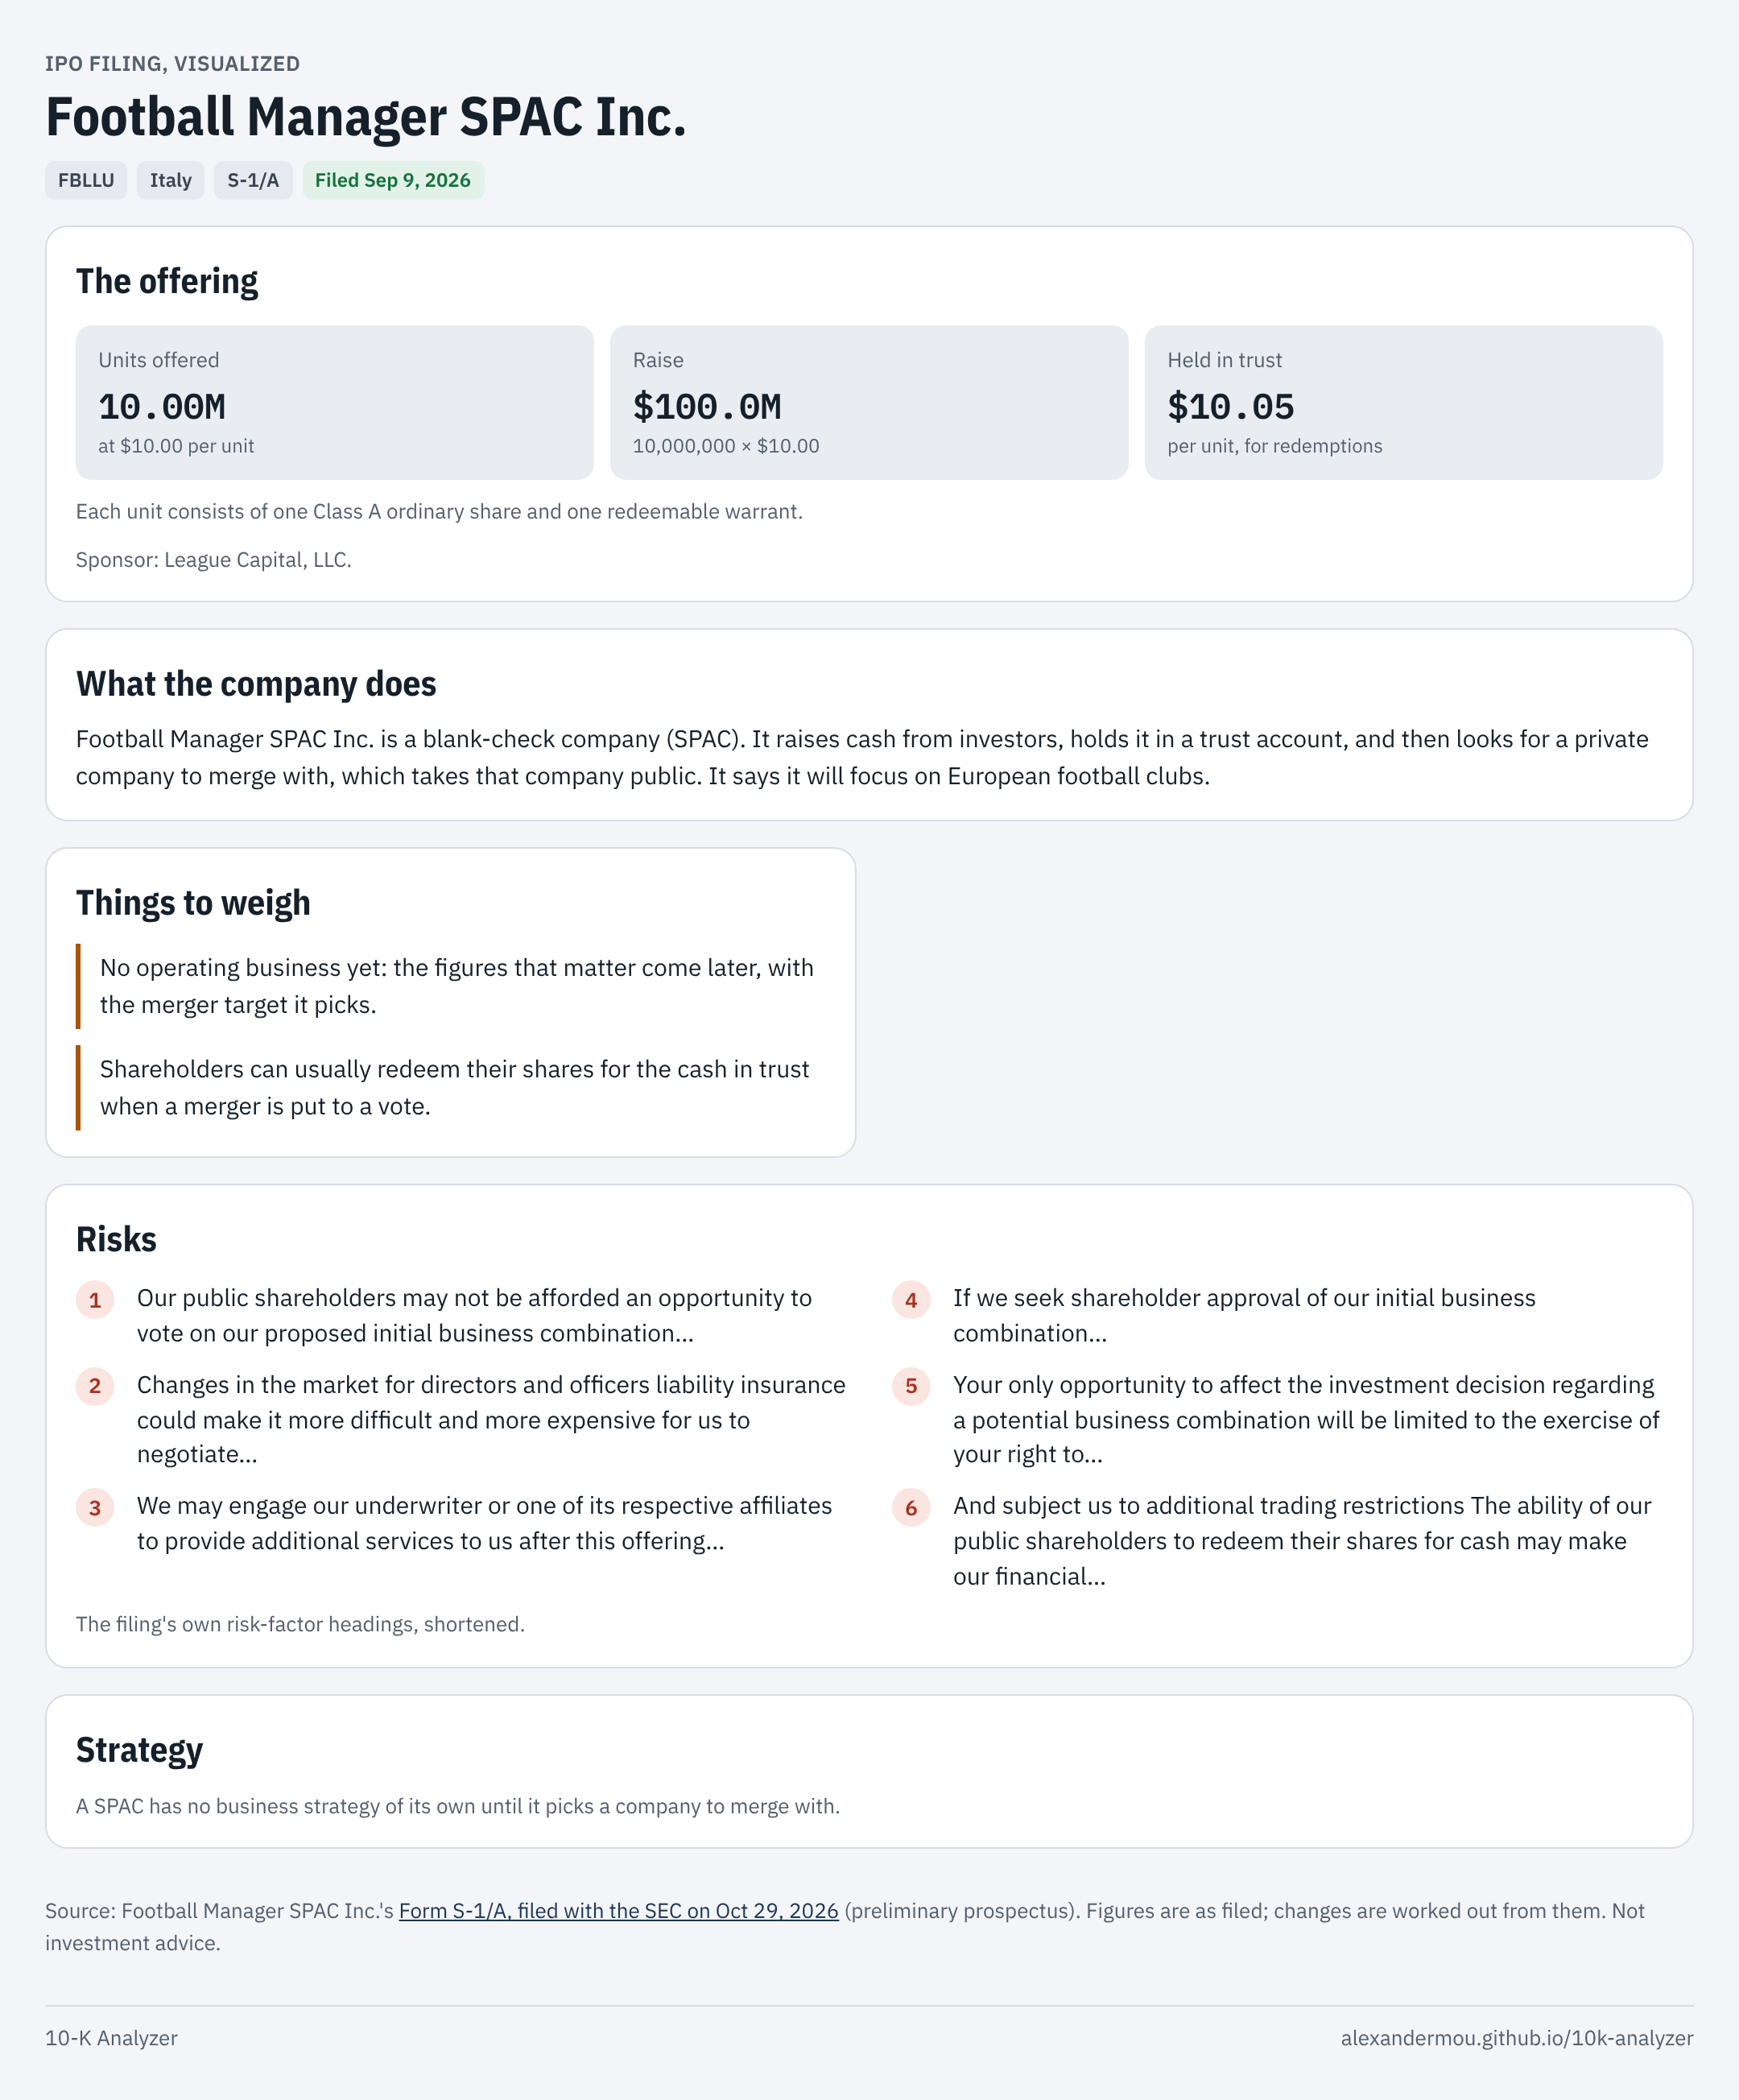 IPO FILING, VISUALIZED
Football Manager SPAC Inc.
FBLLU Italy S-1/A Filed Sep 9, 2026
The offering
Units offered
10.00M
at $10.00 per unit
Raise
$100.0M
10,000,000 × $10.00
Held in trust
$10.05
per unit, for redemptions
Each unit consists of one Class A ordinary share and one redeemable warrant.
Sponsor: League Capital, LLC.
What the company does
Football Manager SPAC Inc. is a blank-check company (SPAC). It raises cash from investors, holds it in a trust account, and then looks for a private
company to merge with, which takes that company public. It says it will focus on European football clubs.
Things to weigh
No operating business yet: the figures that matter come later, with
the merger target it picks.
Shareholders can usually redeem their shares for the cash in trust
when a merger is put to a vote.
Risks
1 Our public shareholders may not be afforded an opportunity to
vote on our proposed initial business combination...
2 Changes in the market for directors and officers liability insurance
could make it more difficult and more expensive for us to
negotiate...
3 We may engage our underwriter or one of its respective affiliates
to provide additional services to us after this offering...
4 If we seek shareholder approval of our initial business
combination...
5 Your only opportunity to affect the investment decision regarding
a potential business combination will be limited to the exercise of
your right to...
6 And subject us to additional trading restrictions The ability of our
public shareholders to redeem their shares for cash may make
our financial...
The filing's own risk-factor headings, shortened.
Strategy
A SPAC has no business strategy of its own until it picks a company to merge with.
Source: Football Manager SPAC Inc.'s Form S-1/A, filed with the SEC on Oct 29, 2026 (preliminary prospectus). Figures are as filed; changes are worked out from them. Not
investment advice.
10-K Analyzer
alexandermou.github.io/10k-analyzer